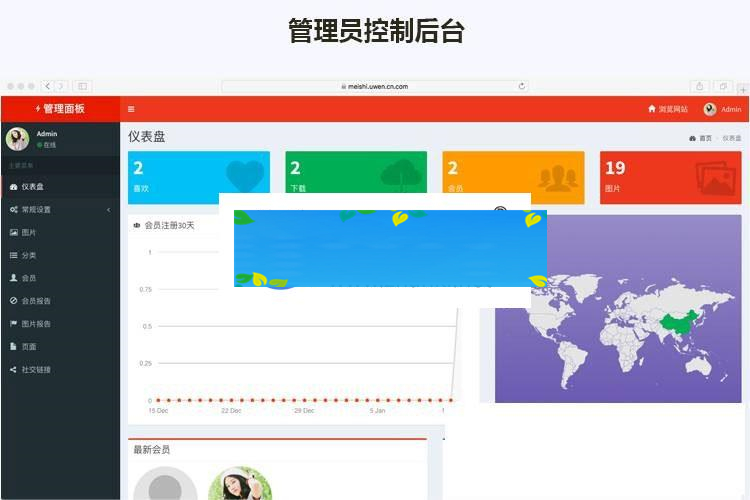 管理员控制后台
meishi.uwen.cn.com
管理面板
浏览网站
Admin
Admin
在线
主要菜单
仪表盘
常规设置
图片
分类
会员
会员报告
图片报告
页面
社交链接
仪表盘
首页 > 仪表盘
2
喜欢
2
下载
2
会员
19
图片
会员注册30天
1
0.75
0.5
0.25
0
15 Dec
22 Dec
29 Dec
5 Jan
最新会员